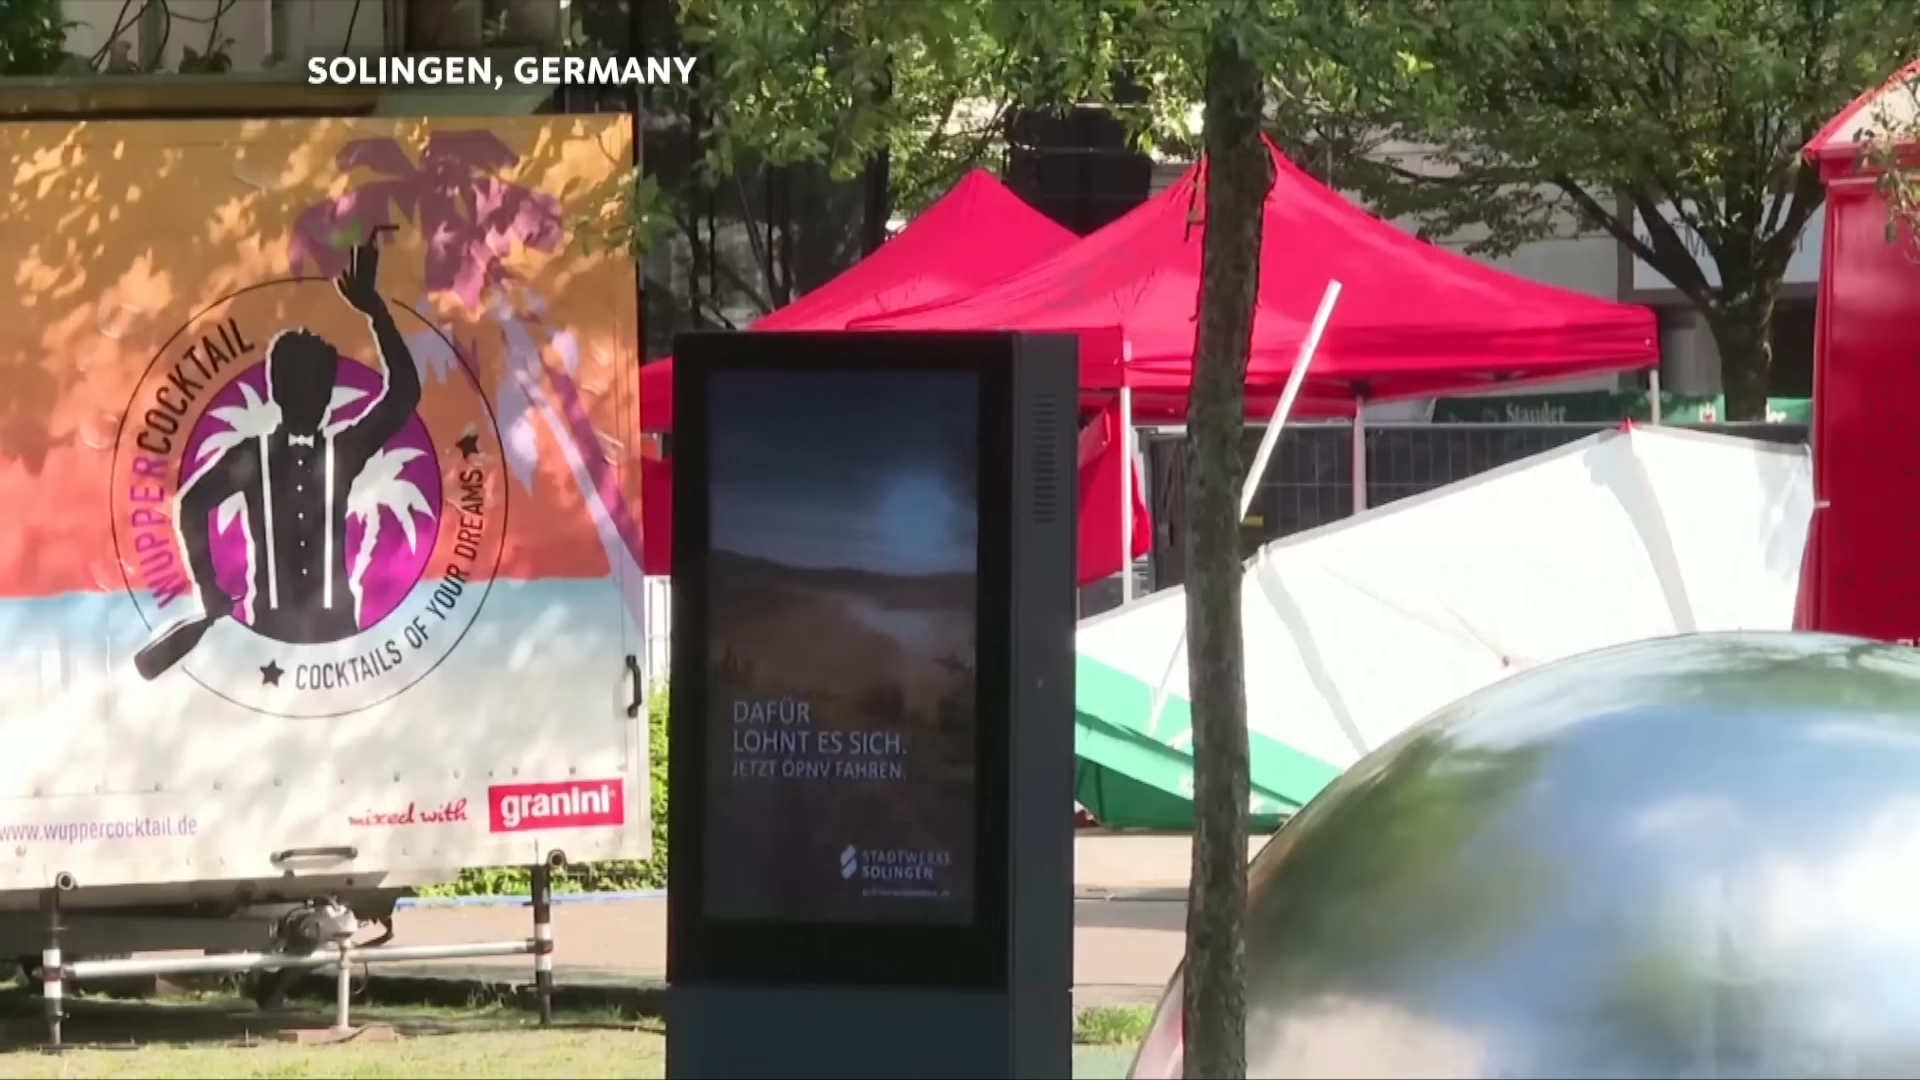 SOLINGEN, GERMANY
WUPPERCOCKTAIL
COCKTAILS OF YOUR DREAMS
www.wuppercocktail.de
mixed with
granini
DAFÜR
LOHNT ES SICH.
JETZT ÖPNV FAHREN.
STADTWERKE
SOLINGEN
Stauder